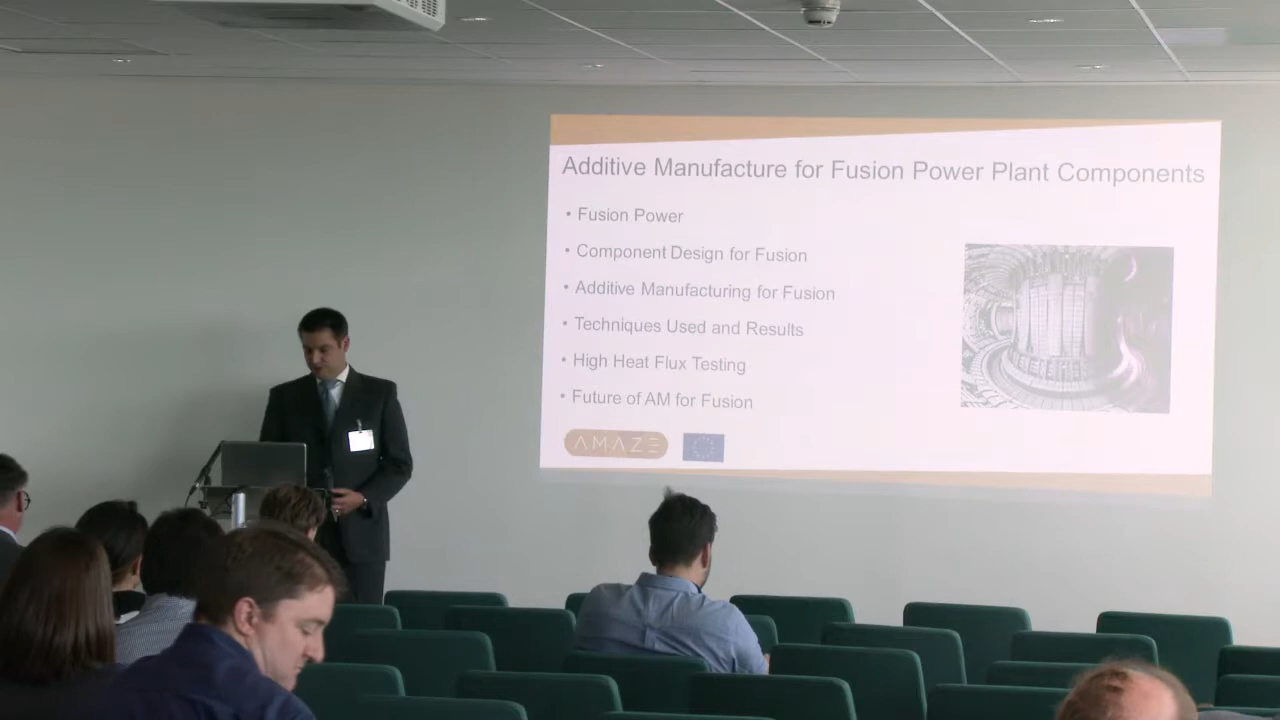 Additive Manufacture for Fusion Power Plant Components
• Fusion Power
• Component Design for Fusion
• Additive Manufacturing for Fusion
• Techniques Used and Results
• High Heat Flux Testing
• Future of AM for Fusion
AMAZE